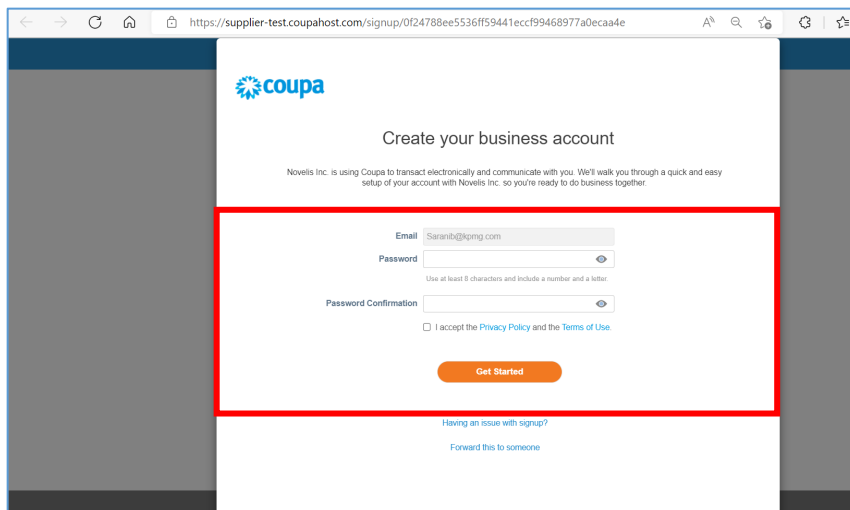 https://supplier-test.coupahost.com/signup/0f24788ee5536ff59441eccf99468977a0ecaa4e
coupa
Create your business account
Novelis Inc. is using Coupa to transact electronically and communicate with you. We'll walk you through a quick and easy
setup of your account with Novelis Inc. so you're ready to do business together.
Email Saranib@kpmg.com
Password
Use at least 8 characters and include a number and a letter.
Password Confirmation
I accept the Privacy Policy and the Terms of Use.
Get Started
Having an issue with signup?
Forward this to someone